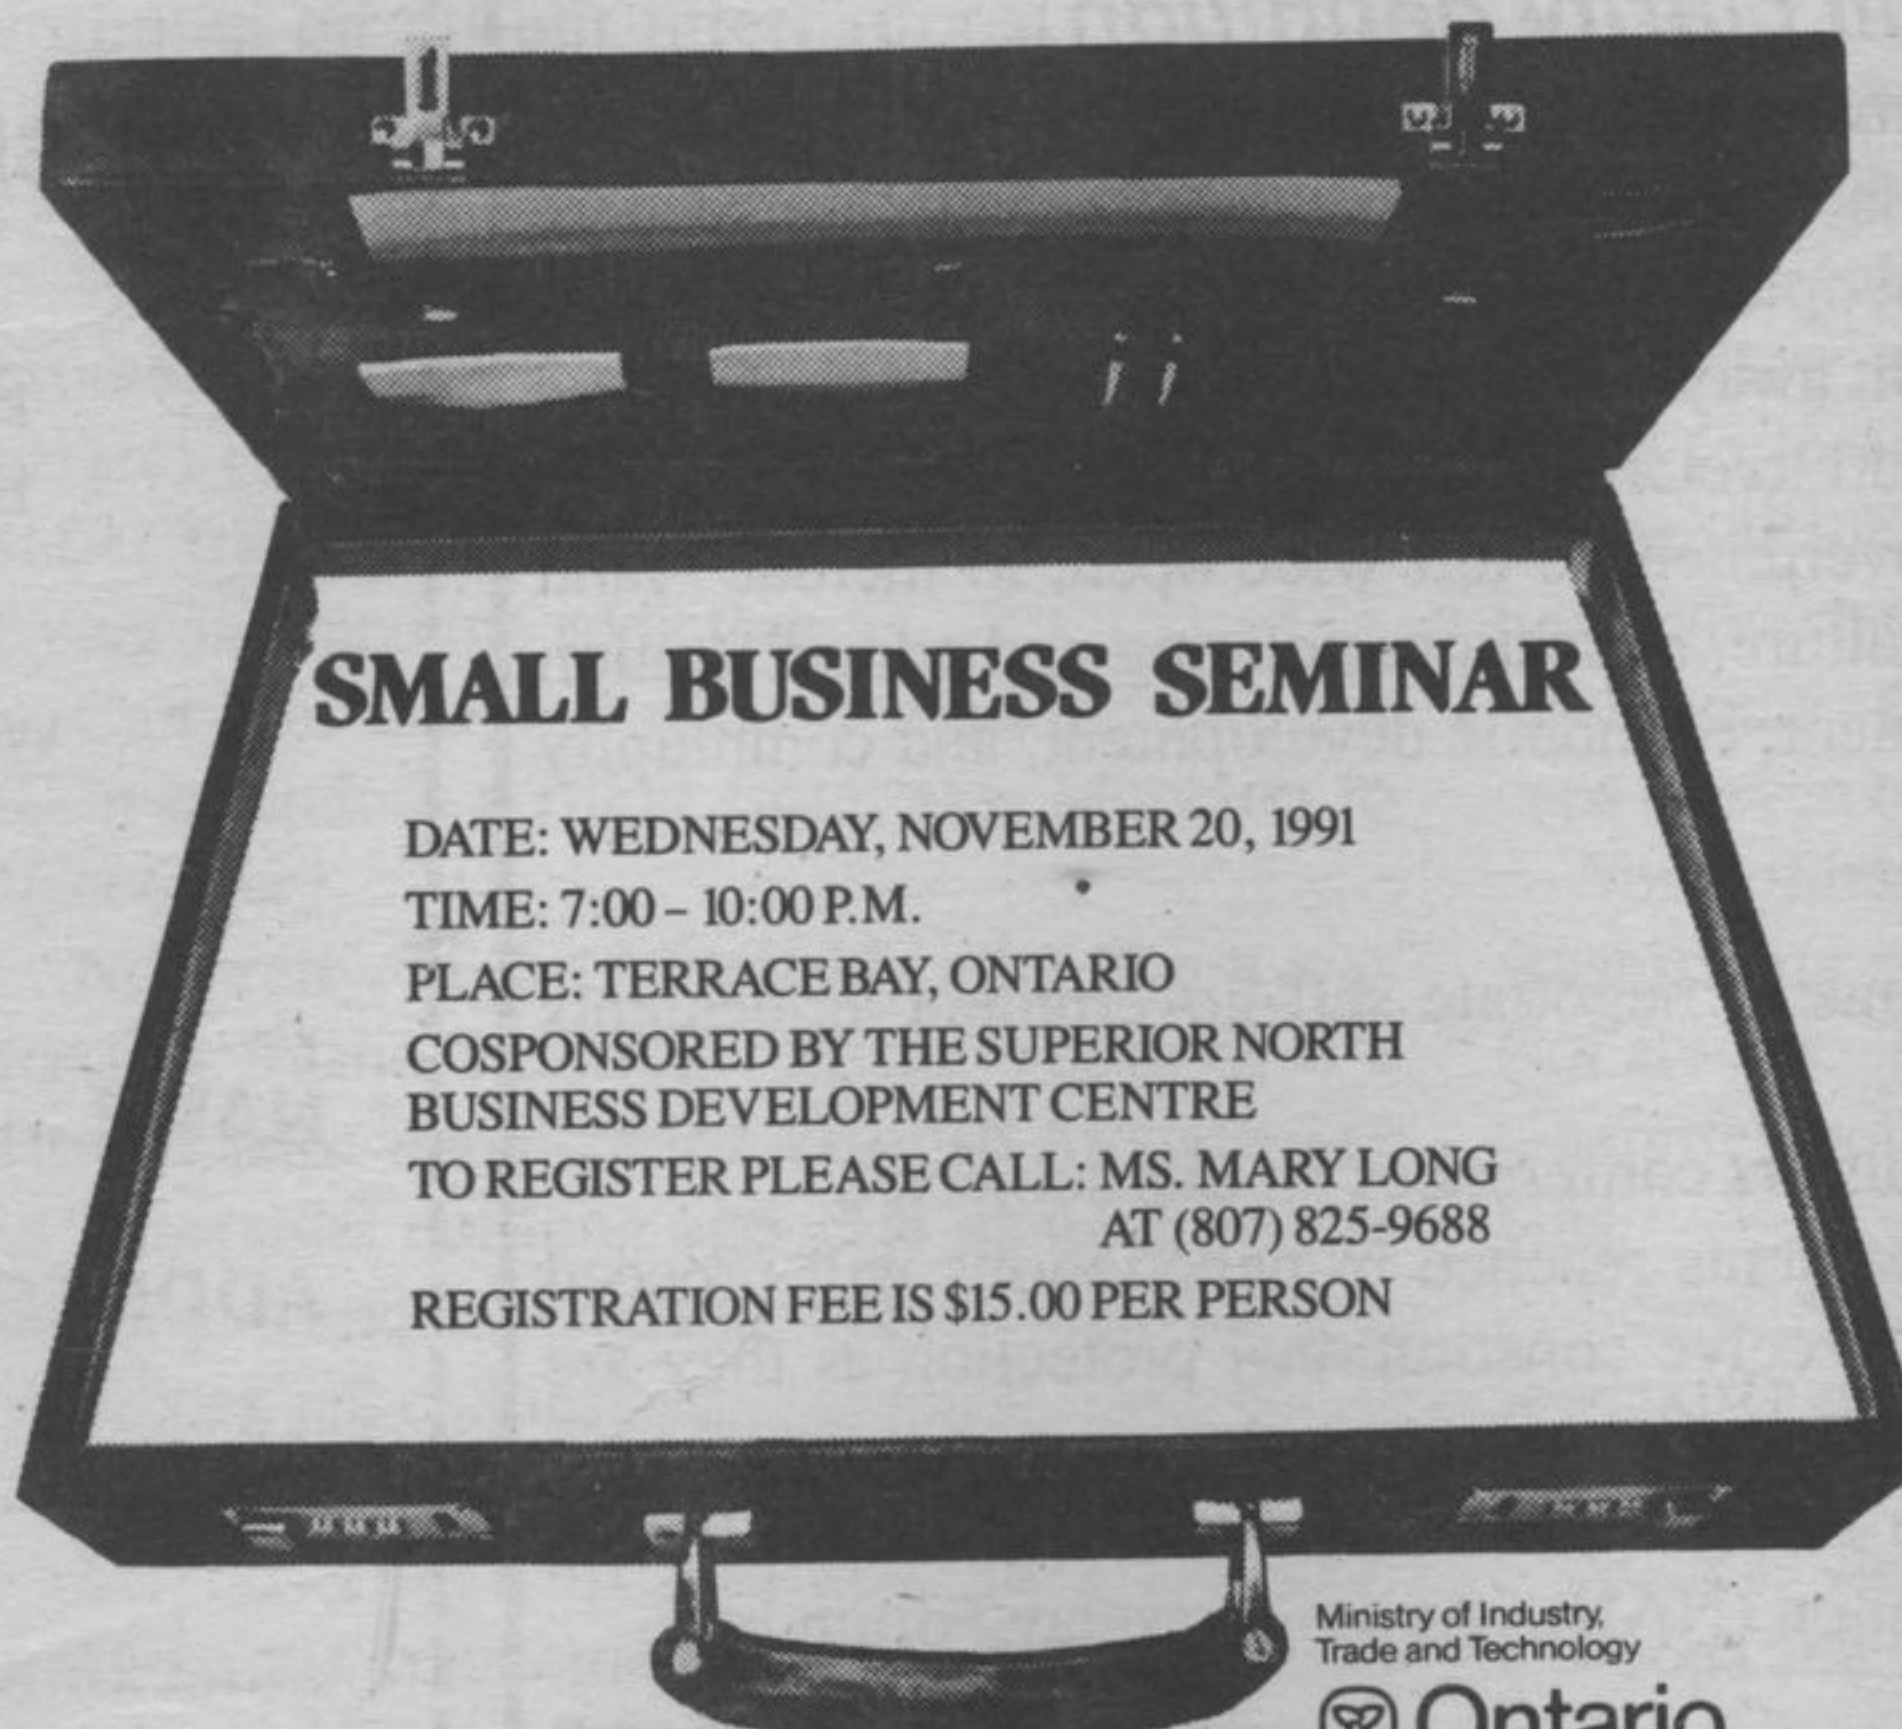 SMALL BUSINESS SEMINAR
DATE: WEDNESDAY, NOVEMBER 20, 1991
TIME: 7:00 – 10:00 P.M.
PLACE: TERRACE BAY, ONTARIO
COSPONSORED BY THE SUPERIOR NORTH
BUSINESS DEVELOPMENT CENTRE
TO REGISTER PLEASE CALL: MS. MARY LONG
AT (807) 825-9688
REGISTRATION FEE IS $15.00 PER PERSON
Ministry of Industry,
Trade and Technology
Ontario